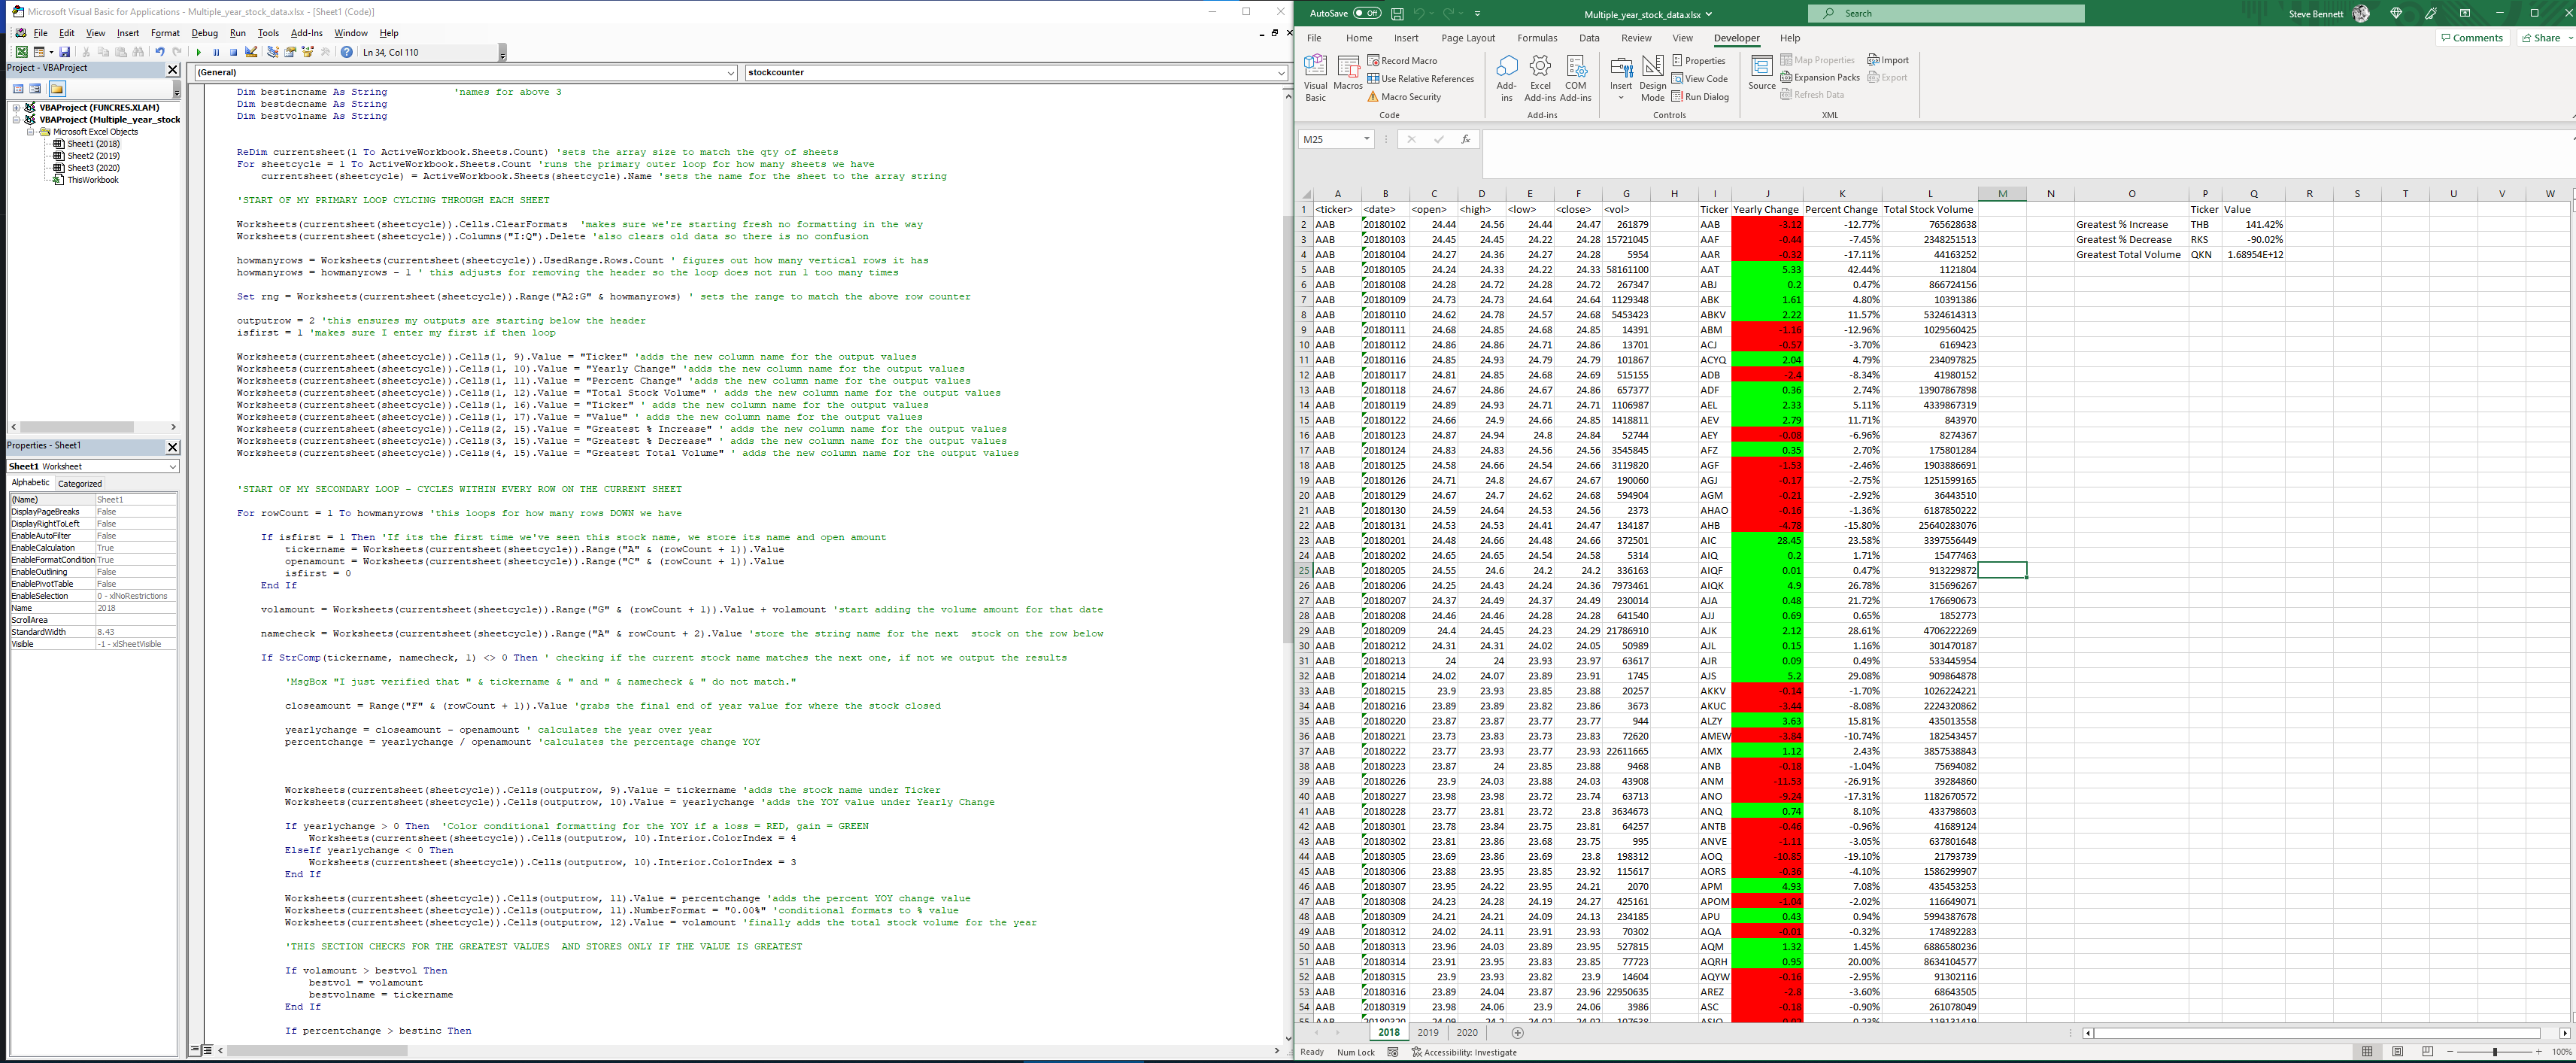 Microsoft Visual Basic for Applications - Multiple_year_stock_data.xlsx - [Sheet1 (Code)]
File Edit View Insert Format Debug Run Tools Add-Ins Window Help
Ln 34, Col 110
Project - VBAProject
VBAProject (FUNCRES.XLAM)
VBAProject (Multiple_year_stock
Microsoft Excel Objects
Sheet1 (2018)
Sheet2 (2019)
Sheet3 (2020)
ThisWorkbook
Properties - Sheet1
Sheet1 Worksheet
Alphabetic Categorized
(Name) Sheet1
DisplayPageBreaks False
DisplayRightToLeft False
EnableAutoFilter False
EnableCalculation True
EnableFormatCondition True
EnableOutlining False
EnablePivotTable False
EnableSelection 0 - xlNoRestrictions
Name 2018
ScrollArea
StandardWidth 8.43
Visible -1 - xlSheetVisible
(General) stockcounter
Dim bestincname As String 'names for above 3
Dim bestdecname As String
Dim bestvolname As String
ReDim currentsheet(1 To ActiveWorkbook.Sheets.Count) 'sets the array size to match the qty of sheets
For sheetcycle = 1 To ActiveWorkbook.Sheets.Count 'runs the primary outer loop for how many sheets we have
currentsheet(sheetcycle) = ActiveWorkbook.Sheets(sheetcycle).Name 'sets the name for the sheet to the array string
'START OF MY PRIMARY LOOP CYLCING THROUGH EACH SHEET
Worksheets(currentsheet(sheetcycle)).Cells.ClearFormats 'makes sure we're starting fresh no formatting in the way
Worksheets(currentsheet(sheetcycle)).Columns("I:Q").Delete 'also clears old data so there is no confusion
howmanyrows = Worksheets(currentsheet(sheetcycle)).UsedRange.Rows.Count ' figures out how many vertical rows it has
howmanyrows = howmanyrows - 1 ' this adjusts for removing the header so the loop does not run 1 too many times
Set rng = Worksheets(currentsheet(sheetcycle)).Range("A2:G" & howmanyrows) ' sets the range to match the above row counter
outputrow = 2 'this ensures my outputs are starting below the header
isfirst = 1 'makes sure I enter my first if then loop
Worksheets(currentsheet(sheetcycle)).Cells(1, 9).Value = "Ticker" 'adds the new column name for the output values
Worksheets(currentsheet(sheetcycle)).Cells(1, 10).Value = "Yearly Change" 'adds the new column name for the output values
Worksheets(currentsheet(sheetcycle)).Cells(1, 11).Value = "Percent Change" 'adds the new column name for the output values
Worksheets(currentsheet(sheetcycle)).Cells(1, 12).Value = "Total Stock Volume" ' adds the new column name for the output values
Worksheets(currentsheet(sheetcycle)).Cells(1, 16).Value = "Ticker" ' adds the new column name for the output values
Worksheets(currentsheet(sheetcycle)).Cells(1, 17).Value = "Value" ' adds the new column name for the output values
Worksheets(currentsheet(sheetcycle)).Cells(2, 15).Value = "Greatest % Increase" ' adds the new column name for the output values
Worksheets(currentsheet(sheetcycle)).Cells(3, 15).Value = "Greatest % Decrease" ' adds the new column name for the output values
Worksheets(currentsheet(sheetcycle)).Cells(4, 15).Value = "Greatest Total Volume" ' adds the new column name for the output values
'START OF MY SECONDARY LOOP - CYCLES WITHIN EVERY ROW ON THE CURRENT SHEET
For rowCount = 1 To howmanyrows 'this loops for how many rows DOWN we have
If isfirst = 1 Then 'If its the first time we've seen this stock name, we store its name and open amount
tickername = Worksheets(currentsheet(sheetcycle)).Range("A" & (rowCount + 1)).Value
openamount = Worksheets(currentsheet(sheetcycle)).Range("C" & (rowCount + 1)).Value
isfirst = 0
End If
volamount = Worksheets(currentsheet(sheetcycle)).Range("G" & (rowCount + 1)).Value + volamount 'start adding the volume amount for that date
namecheck = Worksheets(currentsheet(sheetcycle)).Range("A" & rowCount + 2).Value 'store the string name for the next stock on the row below
If StrComp(tickername, namecheck, 1) <> 0 Then ' checking if the current stock name matches the next one, if not we output the results
'MsgBox "I just verified that " & tickername & " and " & namecheck & " do not match."
closeamount = Range("F" & (rowCount + 1)).Value 'grabs the final end of year value for where the stock closed
yearlychange = closeamount - openamount ' calculates the year over year
percentchange = yearlychange / openamount 'calculates the percentage change YOY
Worksheets(currentsheet(sheetcycle)).Cells(outputrow, 9).Value = tickername 'adds the stock name under Ticker
Worksheets(currentsheet(sheetcycle)).Cells(outputrow, 10).Value = yearlychange 'adds the YOY value under Yearly Change
If yearlychange > 0 Then 'Color conditional formatting for the YOY if a loss = RED, gain = GREEN
Worksheets(currentsheet(sheetcycle)).Cells(outputrow, 10).Interior.ColorIndex = 4
ElseIf yearlychange < 0 Then
Worksheets(currentsheet(sheetcycle)).Cells(outputrow, 10).Interior.ColorIndex = 3
End If
Worksheets(currentsheet(sheetcycle)).Cells(outputrow, 11).Value = percentchange 'adds the percent YOY change value
Worksheets(currentsheet(sheetcycle)).Cells(outputrow, 11).NumberFormat = "0.00%" 'conditional formats to % value
Worksheets(currentsheet(sheetcycle)).Cells(outputrow, 12).Value = volamount 'finally adds the total stock volume for the year
'THIS SECTION CHECKS FOR THE GREATEST VALUES AND STORES ONLY IF THE VALUE IS GREATEST
If volamount > bestvol Then
bestvol = volamount
bestvolname = tickername
End If
If percentchange > bestinc Then
AutoSave Off Multiple_year_stock_data.xlsx Search Steve Bennett
File Home Insert Page Layout Formulas Data Review View Developer Help Comments Share
Visual Basic Macros Record Macro Use Relative References Macro Security Code
Add-ins Excel Add-ins COM Add-ins Add-ins
Insert Design Mode Properties View Code Run Dialog Controls
Source Map Properties Expansion Packs Refresh Data Import Export XML
M25 fx
A B C D E F G H I J K L M N O P Q R S T U V W
1 <ticker> <date> <open> <high> <low> <close> <vol> Ticker Yearly Change Percent Change Total Stock Volume Ticker Value
2 AAB 20180102 24.44 24.56 24.44 24.47 261879 AAB -3.12 -12.77% 765628638 Greatest % Increase THB 141.42%
3 AAB 20180103 24.45 24.45 24.22 24.28 15721045 AAF -0.44 -7.45% 2348251513 Greatest % Decrease RKS -90.02%
4 AAB 20180104 24.27 24.36 24.27 24.28 5954 AAR -0.32 -17.11% 44163252 Greatest Total Volume QKN 1.68954E+12
5 AAB 20180105 24.24 24.33 24.22 24.33 58161100 AAT 5.33 42.44% 1121804
6 AAB 20180108 24.28 24.72 24.28 24.72 267347 ABJ 0.2 0.47% 866724156
7 AAB 20180109 24.73 24.73 24.64 24.64 1129348 ABK 1.61 4.80% 10391386
8 AAB 20180110 24.62 24.78 24.57 24.68 5453423 ABKV 2.22 11.57% 5324614313
9 AAB 20180111 24.68 24.85 24.68 24.85 14391 ABM -1.16 -12.96% 1029560425
10 AAB 20180112 24.86 24.86 24.71 24.86 13701 ACJ -0.57 -3.70% 6169423
11 AAB 20180116 24.85 24.93 24.79 24.79 101867 ACYQ 2.04 4.79% 234097825
12 AAB 20180117 24.81 24.85 24.68 24.69 515155 ADB -2.4 -8.34% 41980152
13 AAB 20180118 24.67 24.86 24.67 24.86 657377 ADF 0.36 2.74% 13907867898
14 AAB 20180119 24.89 24.93 24.71 24.71 1106987 AEL 2.33 5.11% 4339867319
15 AAB 20180122 24.66 24.9 24.66 24.85 1418811 AEV 2.79 11.71% 843970
16 AAB 20180123 24.87 24.94 24.8 24.84 52744 AEY -0.08 -6.96% 8274367
17 AAB 20180124 24.83 24.83 24.56 24.56 3545845 AFZ 0.35 2.70% 175801284
18 AAB 20180125 24.58 24.66 24.54 24.66 3119820 AGF -1.53 -2.46% 1903886691
19 AAB 20180126 24.71 24.8 24.67 24.67 190060 AGJ -0.17 -2.75% 1251599165
20 AAB 20180129 24.67 24.7 24.62 24.68 594904 AGM -0.21 -2.92% 36443510
21 AAB 20180130 24.59 24.64 24.53 24.56 2373 AHAO -0.16 -1.36% 6187850222
22 AAB 20180131 24.53 24.53 24.41 24.47 134187 AHB -4.78 -15.80% 25640283076
23 AAB 20180201 24.48 24.66 24.48 24.66 372501 AIC 28.45 23.58% 3397556449
24 AAB 20180202 24.65 24.65 24.54 24.58 5314 AIQ 0.2 1.71% 15477463
25 AAB 20180205 24.55 24.6 24.2 24.2 336163 AIQF 0.01 0.47% 913229872
26 AAB 20180206 24.25 24.43 24.24 24.36 7973461 AIQK 4.9 26.78% 315696267
27 AAB 20180207 24.37 24.49 24.37 24.49 230014 AJA 0.48 21.72% 176690673
28 AAB 20180208 24.46 24.46 24.28 24.28 641540 AJJ 0.69 0.65% 1852773
29 AAB 20180209 24.4 24.45 24.23 24.29 21786910 AJK 2.12 28.61% 4706222269
30 AAB 20180212 24.31 24.31 24.02 24.05 50989 AJL 0.15 1.16% 301470187
31 AAB 20180213 24 24 23.93 23.97 63617 AJR 0.09 0.49% 533445954
32 AAB 20180214 24.02 24.07 23.89 23.91 1745 AJS 5.2 29.08% 909864878
33 AAB 20180215 23.9 23.93 23.85 23.88 20257 AKKV -0.14 -1.70% 1026224221
34 AAB 20180216 23.89 23.89 23.82 23.86 3673 AKUC -3.44 -8.08% 2224320862
35 AAB 20180220 23.87 23.87 23.77 23.77 944 ALZY 3.63 15.81% 435013558
36 AAB 20180221 23.73 23.83 23.73 23.83 72620 AMEW -3.84 -10.74% 182543457
37 AAB 20180222 23.77 23.93 23.77 23.93 22611665 AMX 1.12 2.43% 3857538843
38 AAB 20180223 23.87 24 23.85 23.88 9468 ANB -0.18 -1.04% 75694082
39 AAB 20180226 23.9 24.03 23.88 24.03 43908 ANM -11.53 -26.91% 39284860
40 AAB 20180227 23.98 23.98 23.72 23.74 63713 ANO -9.24 -17.31% 1182670572
41 AAB 20180228 23.77 23.81 23.72 23.8 3634673 ANQ 0.74 8.10% 433798603
42 AAB 20180301 23.78 23.84 23.75 23.81 64257 ANTB -0.46 -0.96% 41689124
43 AAB 20180302 23.81 23.86 23.68 23.75 995 ANVE -1.11 -3.05% 637801648
44 AAB 20180305 23.69 23.86 23.69 23.8 198312 AOQ -10.85 -19.10% 21793739
45 AAB 20180306 23.88 23.95 23.85 23.92 115617 AORS -0.36 -4.10% 1586299907
46 AAB 20180307 23.95 24.22 23.95 24.21 2070 APM 4.93 7.08% 435453253
47 AAB 20180308 24.23 24.28 24.19 24.27 425161 APOM -1.04 -2.02% 116649071
48 AAB 20180309 24.21 24.21 24.09 24.13 234185 APU 0.43 0.94% 5994387678
49 AAB 20180312 24.02 24.11 23.91 23.93 70302 AQA -0.01 -0.32% 174892283
50 AAB 20180313 23.96 24.03 23.89 23.95 527815 AQM 1.32 1.45% 6886580236
51 AAB 20180314 23.91 23.95 23.83 23.85 77723 AQRH 0.95 20.00% 8634104577
52 AAB 20180315 23.9 23.93 23.82 23.9 14604 AQYW -0.16 -2.95% 91302116
53 AAB 20180316 23.89 24.04 23.87 23.96 22950635 AREZ -2.8 -3.60% 68643505
54 AAB 20180319 23.98 24.06 23.9 24.06 3986 ASC -0.18 -0.90% 261078049
2018 2019 2020
Ready Num Lock Accessibility: Investigate 100%